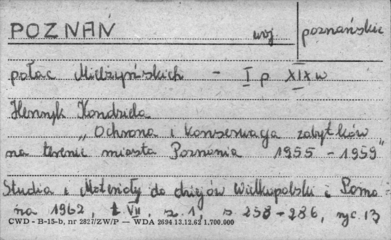 POZNAŃ woj poznańskie
pałac Mielżyńskich - I p XIX w
Henryk Kondziela
"Ochrona i konserwacja zabytków
na terenie miasta Poznania 1955 - 1959"
Studia i Materiały do dziejów Wielkopolski i Pomo-
rza 1962, t VII, z. 1, s 258-286, ryc. 13
CWD - B-15-b, nr 2827/ZW/P — WDA 2694 13.12.62 1.700.000